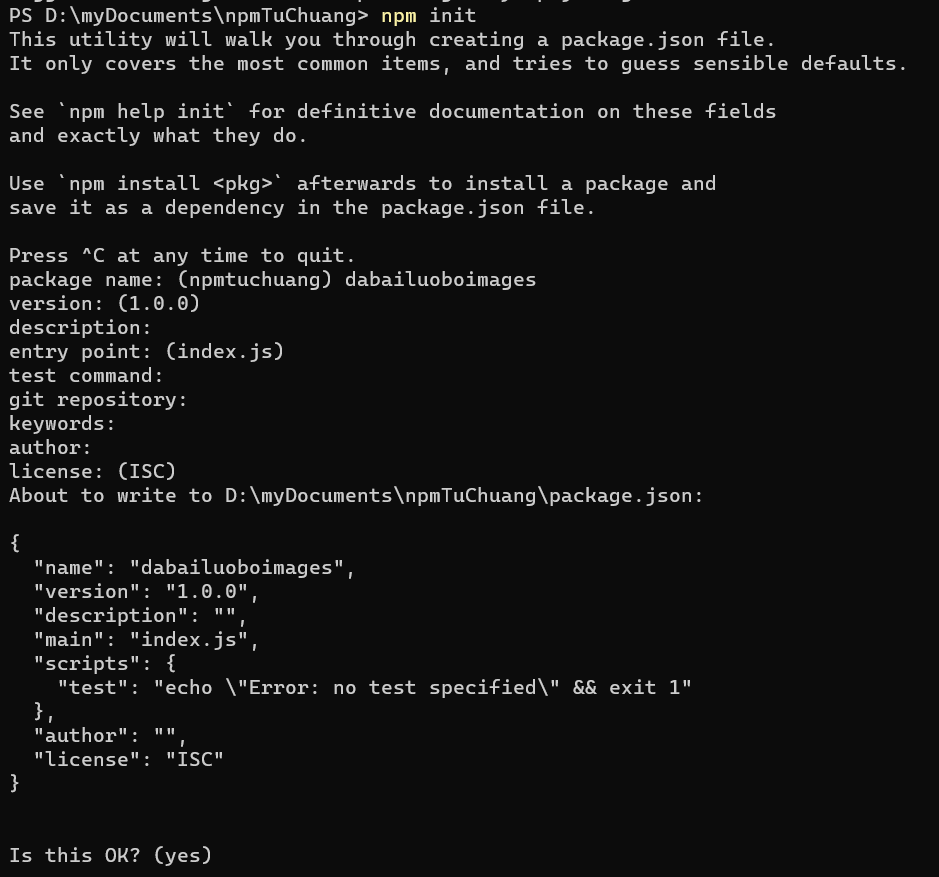 PS D:\myDocuments\npmTuChuang> npm init
This utility will walk you through creating a package.json file.
It only covers the most common items, and tries to guess sensible defaults.
See `npm help init` for definitive documentation on these fields
and exactly what they do.
Use `npm install <pkg>` afterwards to install a package and
save it as a dependency in the package.json file.
Press ^C at any time to quit.
package name: (npmtuchuang) dabailuoboimages
version: (1.0.0)
description:
entry point: (index.js)
test command:
git repository:
keywords:
author:
license: (ISC)
About to write to D:\myDocuments\npmTuChuang\package.json:
{
  "name": "dabailuoboimages",
  "version": "1.0.0",
  "description": "",
  "main": "index.js",
  "scripts": {
    "test": "echo \"Error: no test specified\" && exit 1"
  },
  "author": "",
  "license": "ISC"
}
Is this OK? (yes)